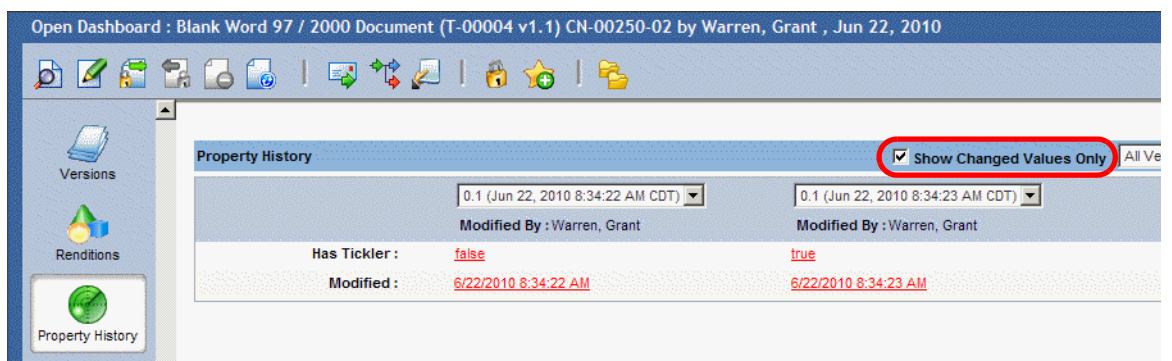 Open Dashboard : Blank Word 97 / 2000 Document (T-00004 v1.1) CN-00250-02 by Warren, Grant , Jun 22, 2010
Versions
Renditions
Property History
Property History Show Changed Values Only All Ve
0.1 (Jun 22, 2010 8:34:22 AM CDT) 0.1 (Jun 22, 2010 8:34:23 AM CDT)
Modified By : Warren, Grant Modified By : Warren, Grant
Has Tickler : false true
Modified : 6/22/2010 8:34:22 AM 6/22/2010 8:34:23 AM